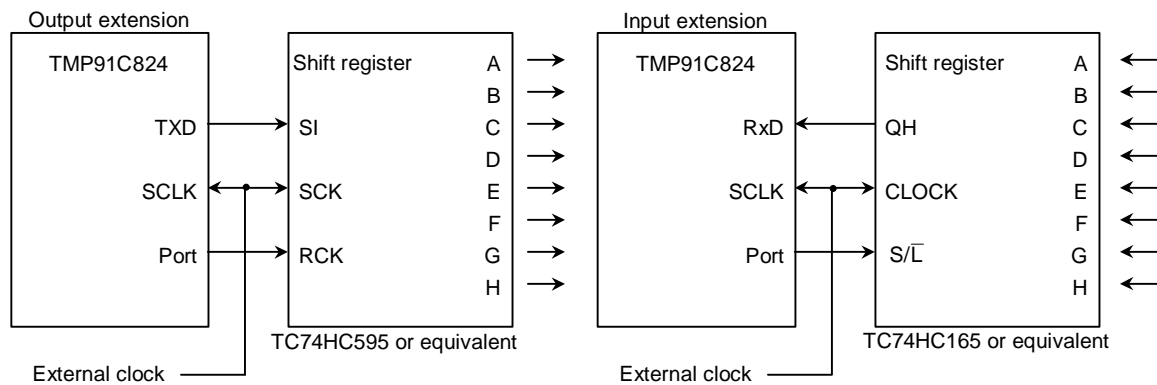 Output extension
TMP91C824
TXD
SCLK
Port
Shift register
SI
SCK
RCK
A
B
C
D
E
F
G
H
TC74HC595 or equivalent
External clock
Input extension
TMP91C824
RxD
SCLK
Port
Shift register
QH
CLOCK
S/L̅
A
B
C
D
E
F
G
H
TC74HC165 or equivalent
External clock